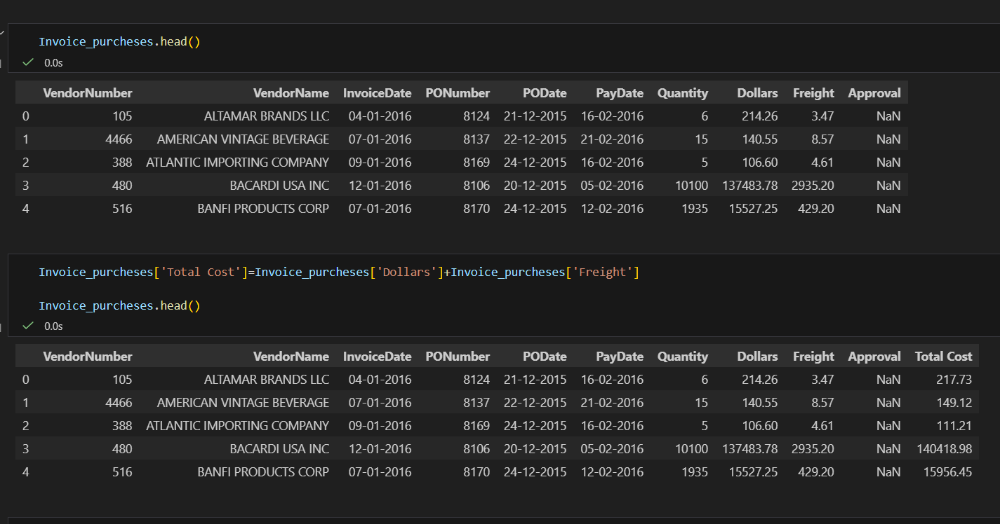 Invoice_purcheses.head()
0.0s
VendorNumber VendorName InvoiceDate PONumber PODate PayDate Quantity Dollars Freight Approval
0 105 ALTAMAR BRANDS LLC 04-01-2016 8124 21-12-2015 16-02-2016 6 214.26 3.47 NaN
1 4466 AMERICAN VINTAGE BEVERAGE 07-01-2016 8137 22-12-2015 21-02-2016 15 140.55 8.57 NaN
2 388 ATLANTIC IMPORTING COMPANY 09-01-2016 8169 24-12-2015 16-02-2016 5 106.60 4.61 NaN
3 480 BACARDI USA INC 12-01-2016 8106 20-12-2015 05-02-2016 10100 137483.78 2935.20 NaN
4 516 BANFI PRODUCTS CORP 07-01-2016 8170 24-12-2015 12-02-2016 1935 15527.25 429.20 NaN
Invoice_purcheses['Total Cost']=Invoice_purcheses['Dollars']+Invoice_purcheses['Freight']
Invoice_purcheses.head()
0.0s
VendorNumber VendorName InvoiceDate PONumber PODate PayDate Quantity Dollars Freight Approval Total Cost
0 105 ALTAMAR BRANDS LLC 04-01-2016 8124 21-12-2015 16-02-2016 6 214.26 3.47 NaN 217.73
1 4466 AMERICAN VINTAGE BEVERAGE 07-01-2016 8137 22-12-2015 21-02-2016 15 140.55 8.57 NaN 149.12
2 388 ATLANTIC IMPORTING COMPANY 09-01-2016 8169 24-12-2015 16-02-2016 5 106.60 4.61 NaN 111.21
3 480 BACARDI USA INC 12-01-2016 8106 20-12-2015 05-02-2016 10100 137483.78 2935.20 NaN 140418.98
4 516 BANFI PRODUCTS CORP 07-01-2016 8170 24-12-2015 12-02-2016 1935 15527.25 429.20 NaN 15956.45